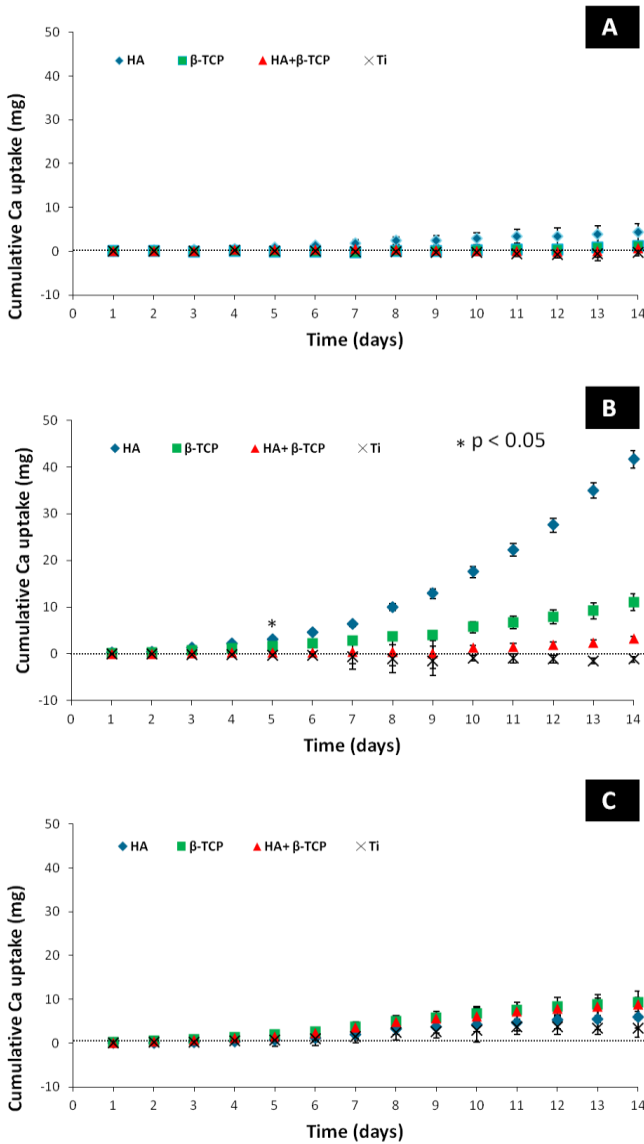 A
50
HA β-TCP HA+β-TCP Ti
40
30
20
10
0
-10
Cumulative Ca uptake (mg)
0 1 2 3 4 5 6 7 8 9 10 11 12 13 14
Time (days)
B
50
* p < 0.05
HA β-TCP HA+ β-TCP Ti
40
30
20
10
*
0
-10
Cumulative Ca uptake (mg)
0 1 2 3 4 5 6 7 8 9 10 11 12 13 14
Time (days)
C
50
HA β-TCP HA+ β-TCP Ti
40
30
20
10
0
-10
Cumulative Ca uptake (mg)
0 1 2 3 4 5 6 7 8 9 10 11 12 13 14
Time (days)